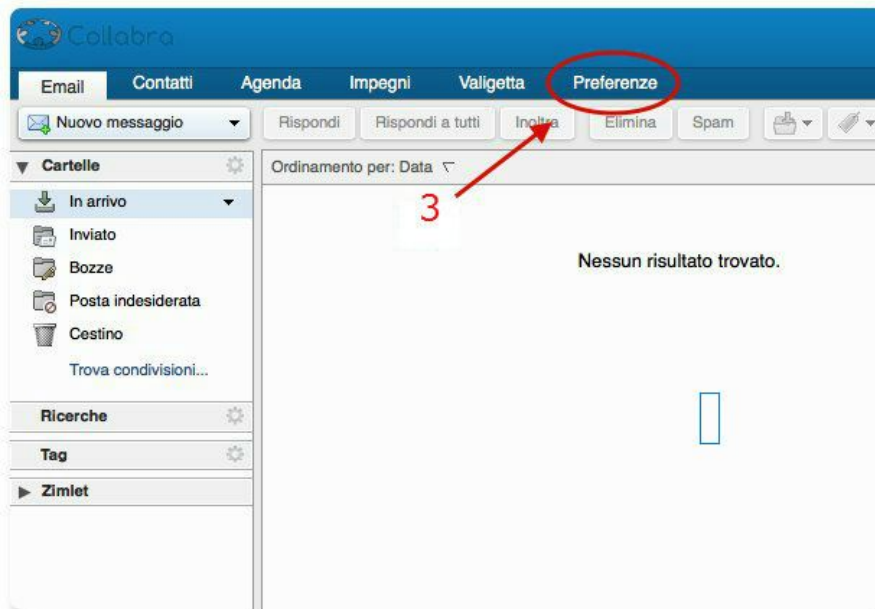 Collabra
Email Contatti Agenda Impegni Valigetta Preferenze
Nuovo messaggio Rispondi Rispondi a tutti Inoltra Elimina Spam
Cartelle Ordinamento per: Data
In arrivo 3
Inviato
Nessun risultato trovato.
Bozze
Posta indesiderata
Cestino
Trova condivisioni...
Ricerche
Tag
Zimlet